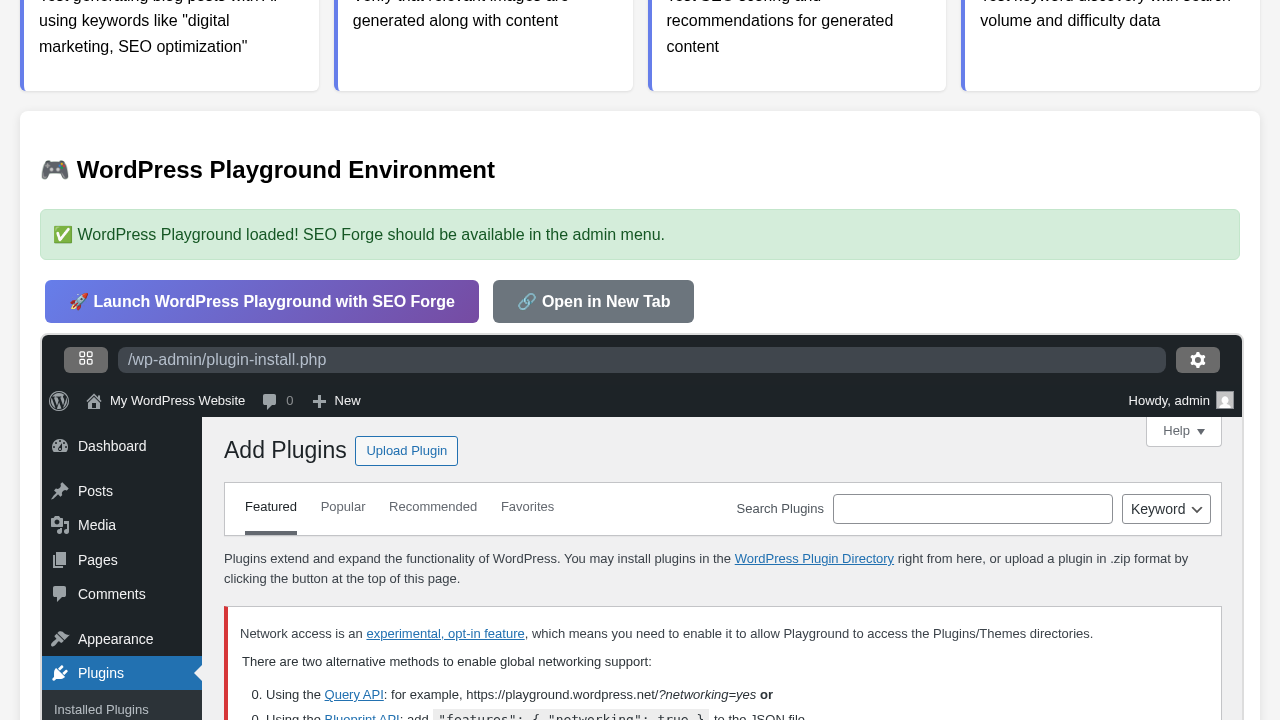 using keywords like "digital
marketing, SEO optimization"
generated along with content
recommendations for generated
content
volume and difficulty data
🎮 WordPress Playground Environment
✅ WordPress Playground loaded! SEO Forge should be available in the admin menu.
🚀 Launch WordPress Playground with SEO Forge
🔗 Open in New Tab
/wp-admin/plugin-install.php
My WordPress Website
0
New
Howdy, admin
Dashboard
Posts
Media
Pages
Comments
Appearance
Plugins
Installed Plugins
Help
Add Plugins
Upload Plugin
Featured
Popular
Recommended
Favorites
Search Plugins
Keyword
Plugins extend and expand the functionality of WordPress. You may install plugins in the WordPress Plugin Directory right from here, or upload a plugin in .zip format by
clicking the button at the top of this page.
Network access is an experimental, opt-in feature, which means you need to enable it to allow Playground to access the Plugins/Themes directories.
There are two alternative methods to enable global networking support:
0. Using the Query API: for example, https://playground.wordpress.net/?networking=yes or
0. Using the Blueprint API: add "features": { "networking": true } to the JSON file.